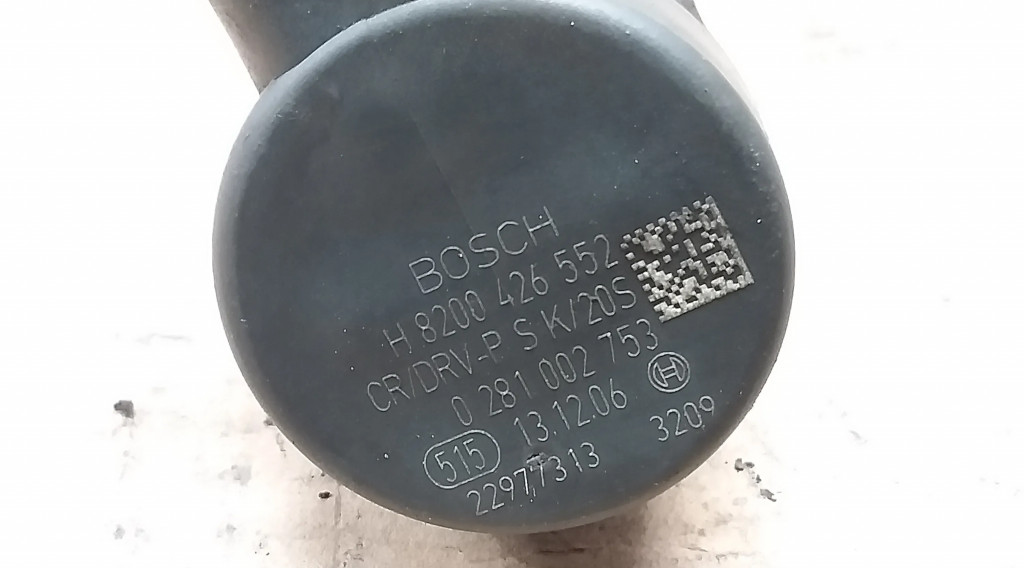 BOSCH
H 8200 426 552
CR/DRV-P S K/20S
0 281 002 753
515 13.12.06 H
22977313 3209